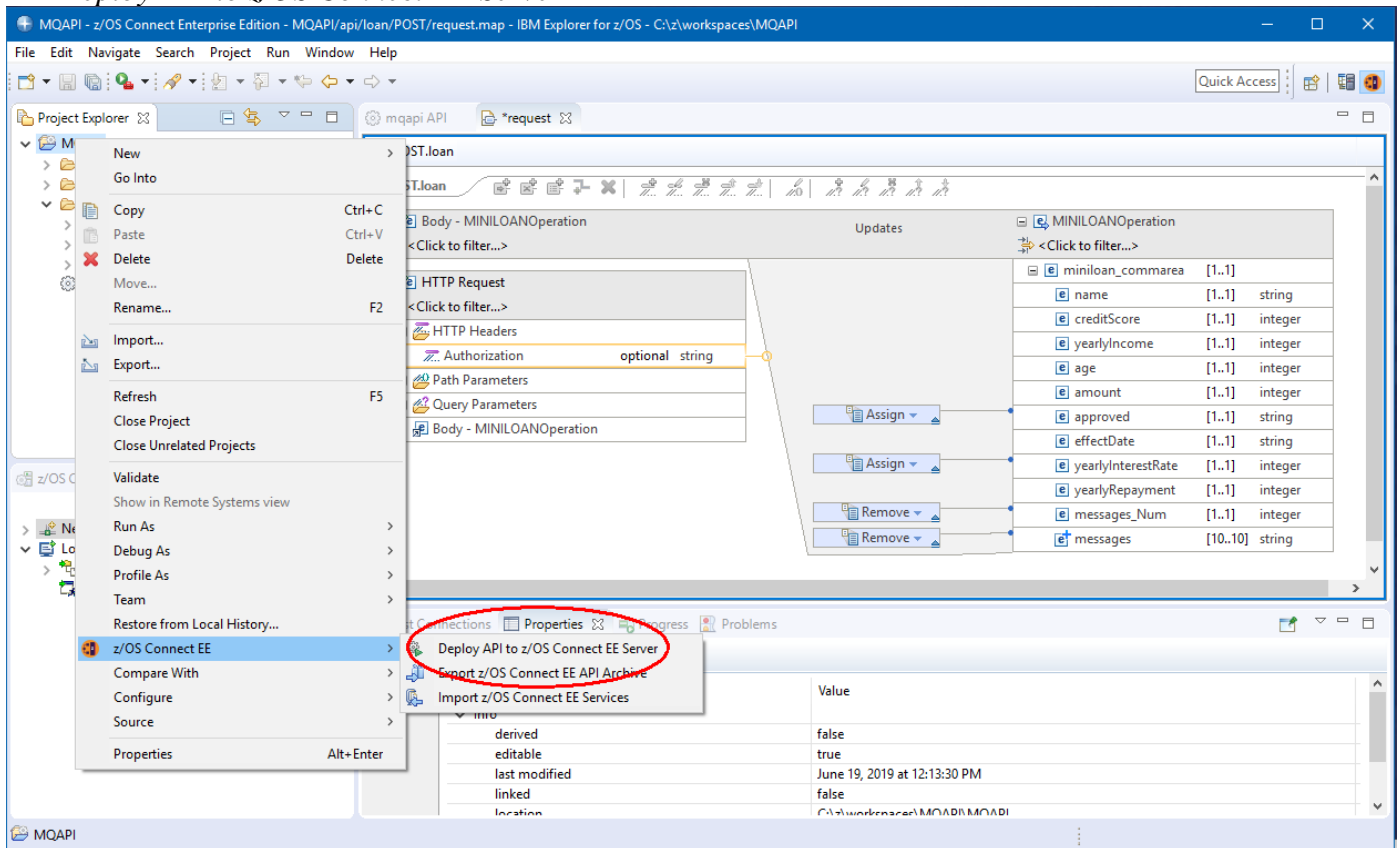 MQAPI - z/OS Connect Enterprise Edition - MQAPI/api/loan/POST/request.map - IBM Explorer for z/OS - C:\z\workspaces\MQAPI
File Edit Navigate Search Project Run Window Help
Quick Access
Project Explorer
mqapi API
*request
New
Go Into
Copy Ctrl+C
Paste Ctrl+V
Delete Delete
Move...
Rename... F2
Import...
Export...
Refresh F5
Close Project
Close Unrelated Projects
Validate
Show in Remote Systems view
Run As
Debug As
Profile As
Team
Restore from Local History...
z/OS Connect EE
Compare With
Configure
Source
Properties Alt+Enter
Deploy API to z/OS Connect EE Server
Export z/OS Connect EE API Archive
Import z/OS Connect EE Services
Body - MINILOANOperation
<Click to filter...>
HTTP Request
<Click to filter...>
HTTP Headers
Authorization optional string
Path Parameters
Query Parameters
Body - MINILOANOperation
Updates
Assign
Assign
Remove
Remove
MINILOANOperation
<Click to filter...>
miniloan_commarea [1..1]
name [1..1] string
creditScore [1..1] integer
yearlyIncome [1..1] integer
age [1..1] integer
amount [1..1] integer
approved [1..1] string
effectDate [1..1] string
yearlyInterestRate [1..1] integer
yearlyRepayment [1..1] integer
messages_Num [1..1] integer
messages [10..10] string
Properties
Progress
Problems
Value
Info
derived false
editable true
last modified June 19, 2019 at 12:13:30 PM
linked false
location C:\z\workspaces\MQAPI\MQAPI
MQAPI